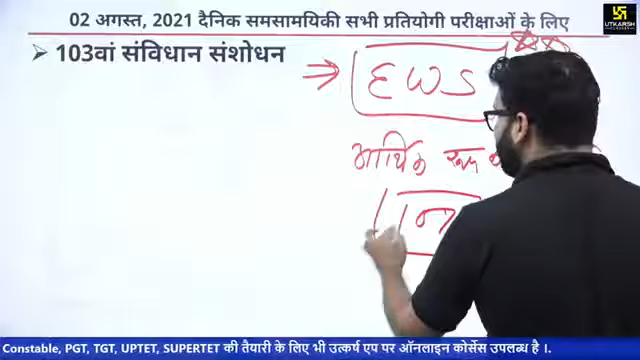 02 अगस्त, 2021 दैनिक समसामयिकी सभी प्रतियोगी परीक्षाओं के लिए
UTKARSH
103वां संविधान संशोधन
EWS
आर्थिक रूप
Constable, PGT, TGT, UPTET, SUPERTET की तैयारी के लिए भी उत्कर्ष एप पर ऑनलाइन कोर्सेस उपलब्ध है ।